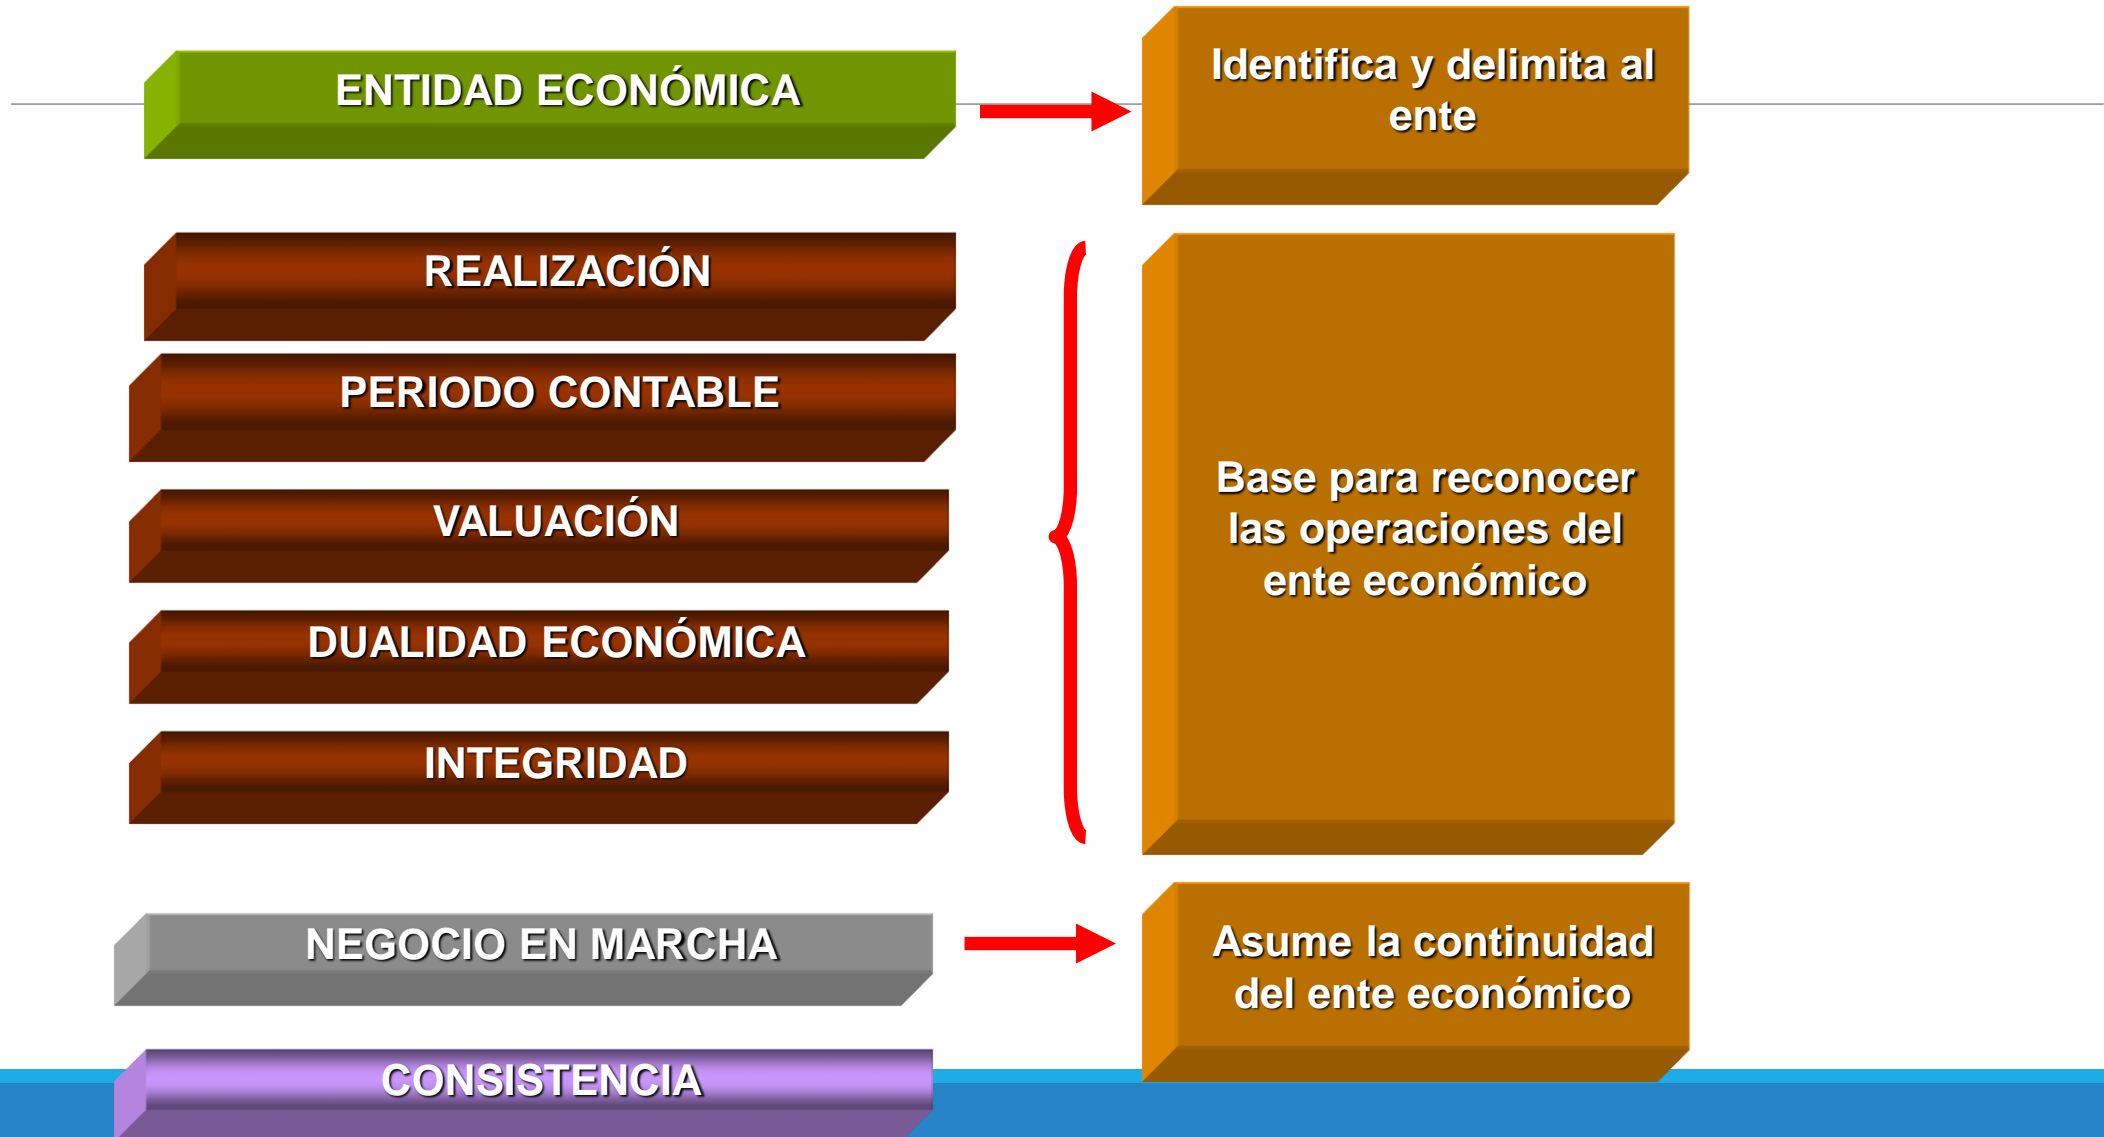 ENTIDAD ECONÓMICA
Identifica y delimita al
ente
REALIZACIÓN
PERIODO CONTABLE
VALUACIÓN
DUALIDAD ECONÓMICA
INTEGRIDAD
Base para reconocer
las operaciones del
ente económico
NEGOCIO EN MARCHA
Asume la continuidad
del ente económico
CONSISTENCIA